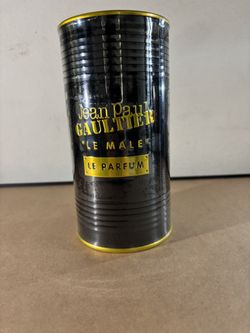 Jean Paul
GAULTIER
"LE MALE"
LE PARFUM